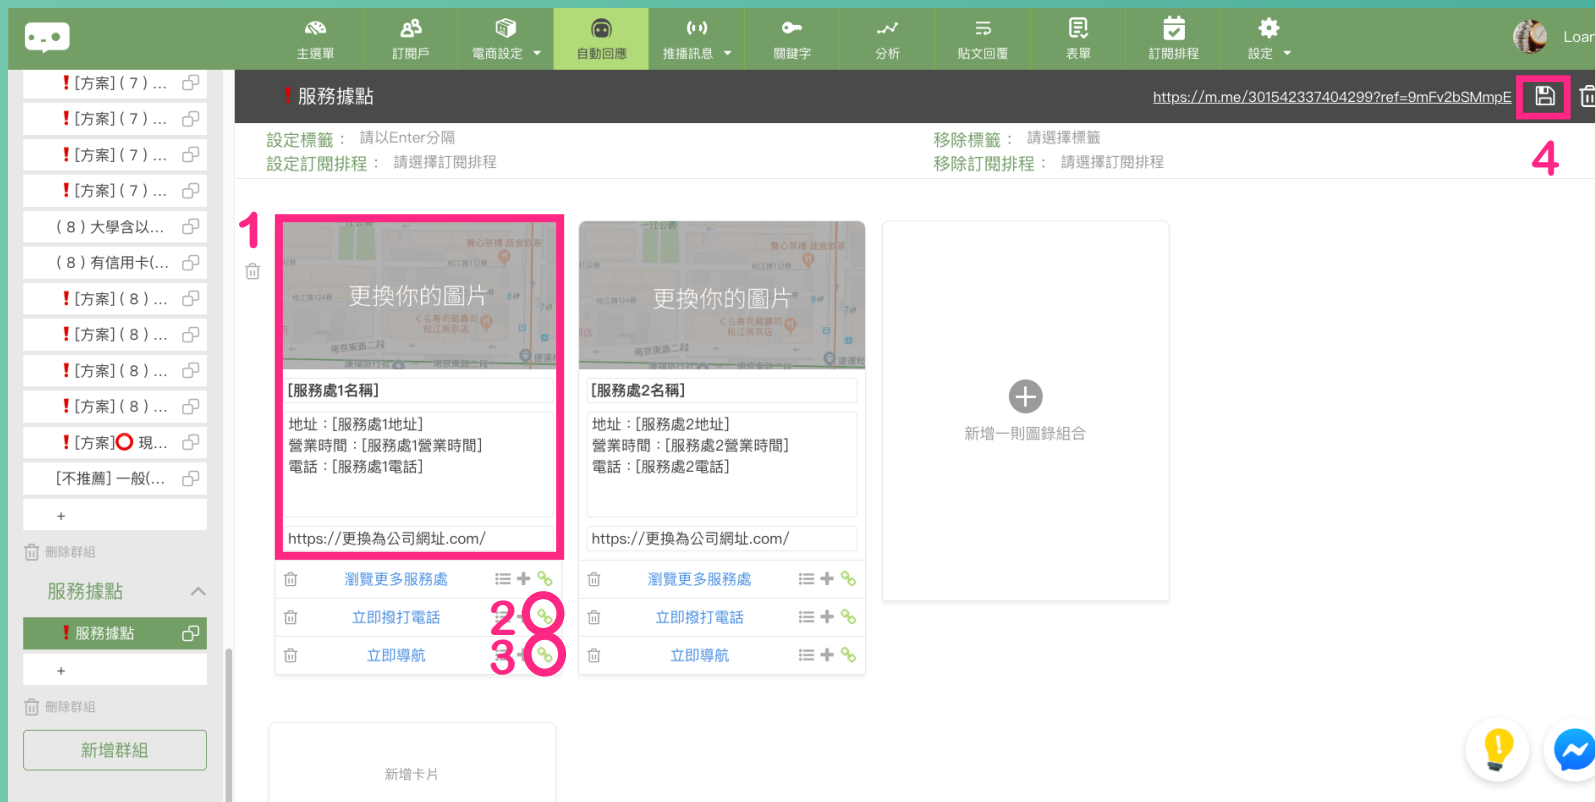 主選單
訂閱戶
電商設定
自動回應
推播訊息
關鍵字
分析
貼文回覆
表單
訂閱排程
設定
Loan
❗[方案] ( 7 ) ...
❗[方案] ( 7 ) ...
❗[方案] ( 7 ) ...
❗[方案] ( 7 ) ...
( 8 ) 大學含以...
( 8 ) 有信用卡(...
❗[方案] ( 8 ) ...
❗[方案] ( 8 ) ...
❗[方案] ( 8 ) ...
❗[方案] ( 8 ) ...
❗[方案]⭕ 現...
[不推薦] 一般(...
+
刪除群組
服務據點
❗服務據點
+
刪除群組
新增群組
❗服務據點
https://m.me/301542337404299?ref=9mFv2bSMmpE
設定標籤： 請以Enter分隔
移除標籤： 請選擇標籤
設定訂閱排程： 請選擇訂閱排程
移除訂閱排程： 請選擇訂閱排程
4
1
更換你的圖片
[服務處1名稱]
地址：[服務處1地址]
營業時間：[服務處1營業時間]
電話：[服務處1電話]
https://更換為公司網址.com/
瀏覽更多服務處
立即撥打電話
2
立即導航
3
更換你的圖片
[服務處2名稱]
地址：[服務處2地址]
營業時間：[服務處2營業時間]
電話：[服務處2電話]
https://更換為公司網址.com/
瀏覽更多服務處
立即撥打電話
立即導航
新增一則圖錄組合
新增卡片